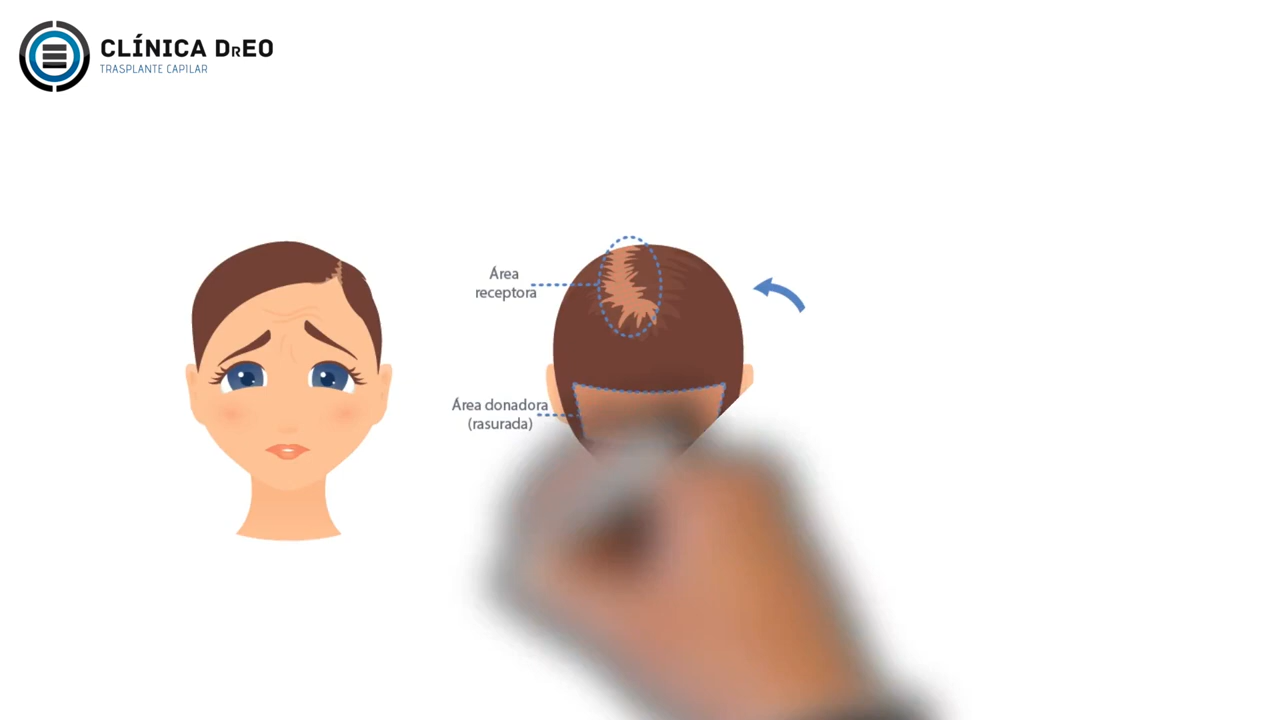 CLÍNICA DREO
TRASPLANTE CAPILAR
Área
receptora
Área donadora
(rasurada)